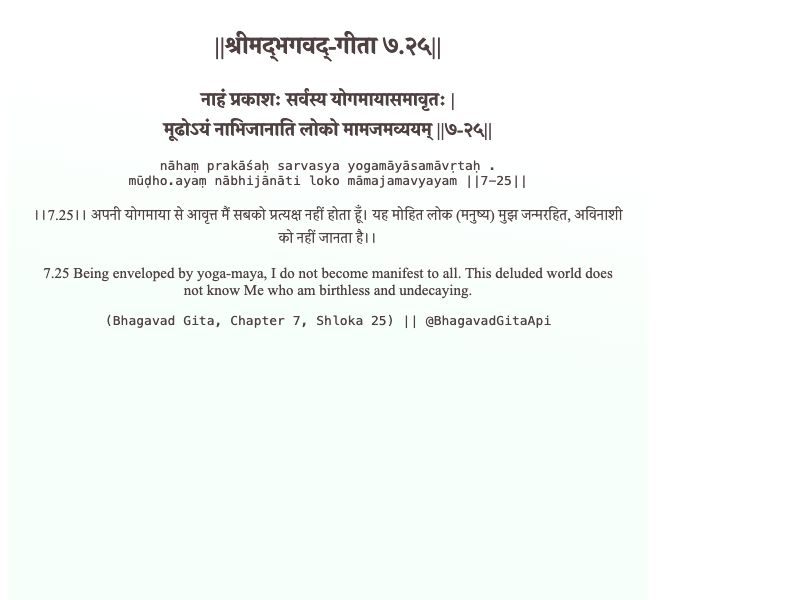 ||श्रीमद्‍भगवद्‍-गीता ७.२५||
नाहं प्रकाशः सर्वस्य योगमायासमावृतः |
मूढोऽयं नाभिजानाति लोको मामजमव्ययम् ||७-२५||
nāhaṃ prakāśaḥ sarvasya yogamāyāsamāvṛtaḥ .
mūḍho.ayaṃ nābhijānāti loko māmajamavyayam ||7-25||
।।7.25।। अपनी योगमाया से आवृत्त मैं सबको प्रत्यक्ष नहीं होता हूँ। यह मोहित लोक (मनुष्य) मुझ जन्मरहित, अविनाशी
को नहीं जानता है।।
7.25 Being enveloped by yoga-maya, I do not become manifest to all. This deluded world does
not know Me who am birthless and undecaying.
(Bhagavad Gita, Chapter 7, Shloka 25) || @BhagavadGitaApi